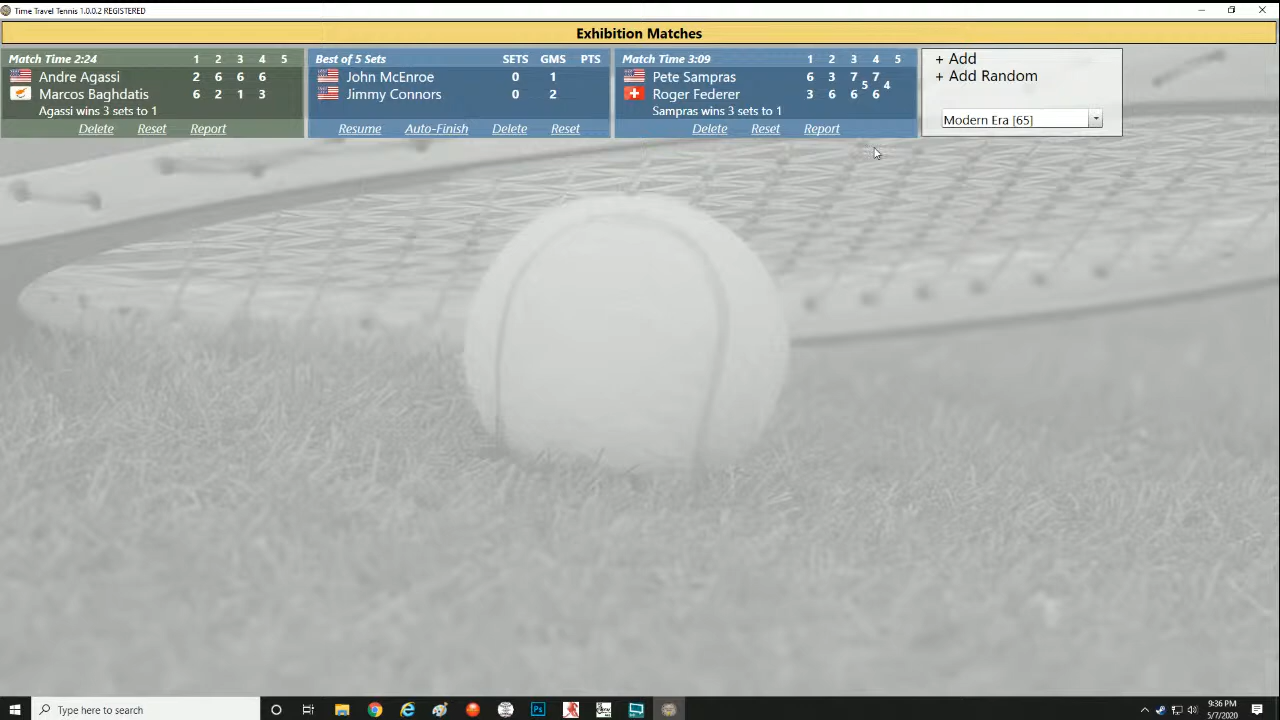 Time Travel Tennis 1.0.0.2 REGISTERED
Exhibition Matches
Match Time 2:24 1 2 3 4 5
Andre Agassi 2 6 6 6
Marcos Baghdatis 6 2 1 3
Agassi wins 3 sets to 1
Delete Reset Report
Best of 5 Sets SETS GMS PTS
John McEnroe 0 1
Jimmy Connors 0 2
Resume Auto-Finish Delete Reset
Match Time 3:09 1 2 3 4 5
Pete Sampras 6 3 7 7
5 4
Roger Federer 3 6 6 6
Sampras wins 3 sets to 1
Delete Reset Report
+ Add
+ Add Random
Modern Era [65]
Type here to search
Ps
9:36 PM
5/7/2020